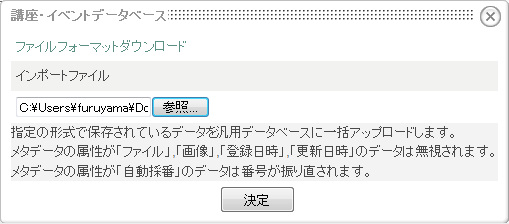 講座・イベントデータベース
ファイルフォーマットダウンロード
インポートファイル
C:¥Users¥furuyama¥Do 参照...
指定の形式で保存されているデータを汎用データベースに一括アップロードします。
メタデータの属性が「ファイル」,「画像」,「登録日時」,「更新日時」のデータは無視されます。
メタデータの属性が「自動採番」のデータは番号が振り直されます。
決定